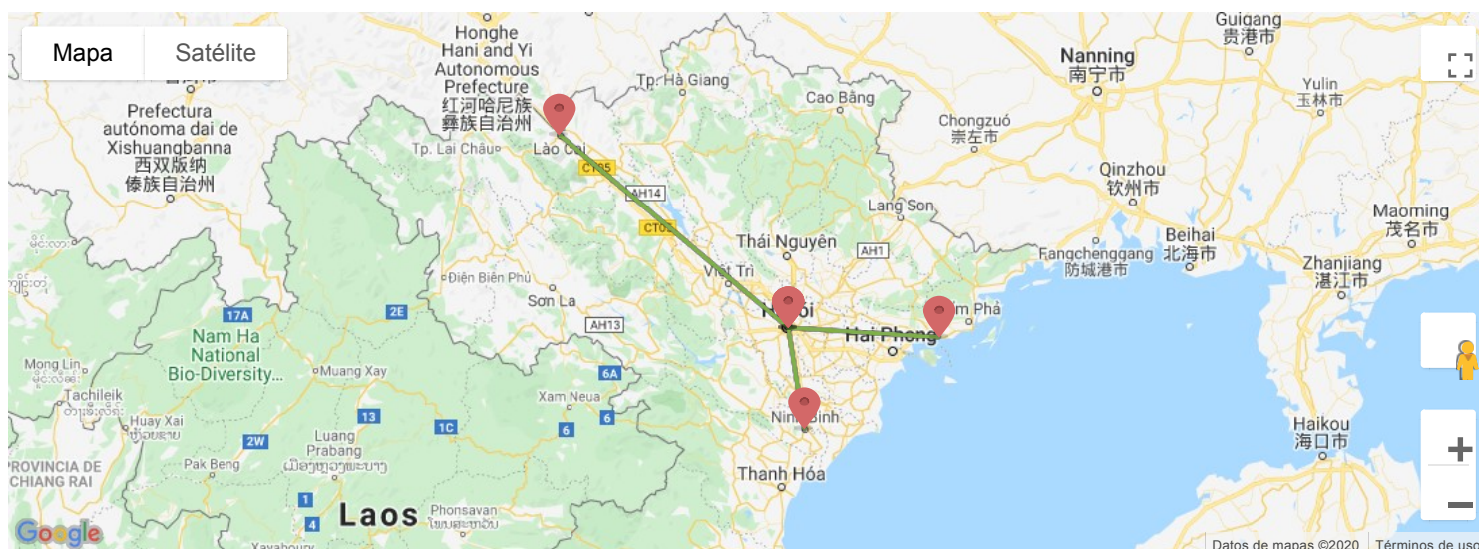 Mapa
Satélite
Honghe
Hani and Yi
Autonomous
Prefecture
红河哈尼族
彝族自治州
Prefectura
autónoma dai de
Xishuangbanna
西双版纳
傣族自治州
Tp. Hà Giang
Cao Bằng
Nanning
南宁市
Guigang
贵港市
Yulin
玉林市
Chongzuó
崇左市
Tp. Lai Châu
Lào Cai
CT05
AH14
Qinzhou
钦州市
Lang Son
Maoming
茂名市
Thái Nguyên
AH1
Fangchenggang
防城港市
Beihai
北海市
Zhanjiang
湛江市
Việt Trì
Điện Biên Phủ
Sơn La
17A
2E
AH13
Hai Phong
Nam Ha
National
Bio-Diversity...
Mong Lin
Tachileik
Muang Xay
6A
Xam Neua
Huay Xai
13
1C
6
6
2W
Luang
Prabang
Pak Beng
PROVINCIA DE
CHIANG RAI
Thanh Hóa
Haikou
海口市
1
4
Laos
Phonsavan
Google
Datos de mapas ©2020
Términos de uso